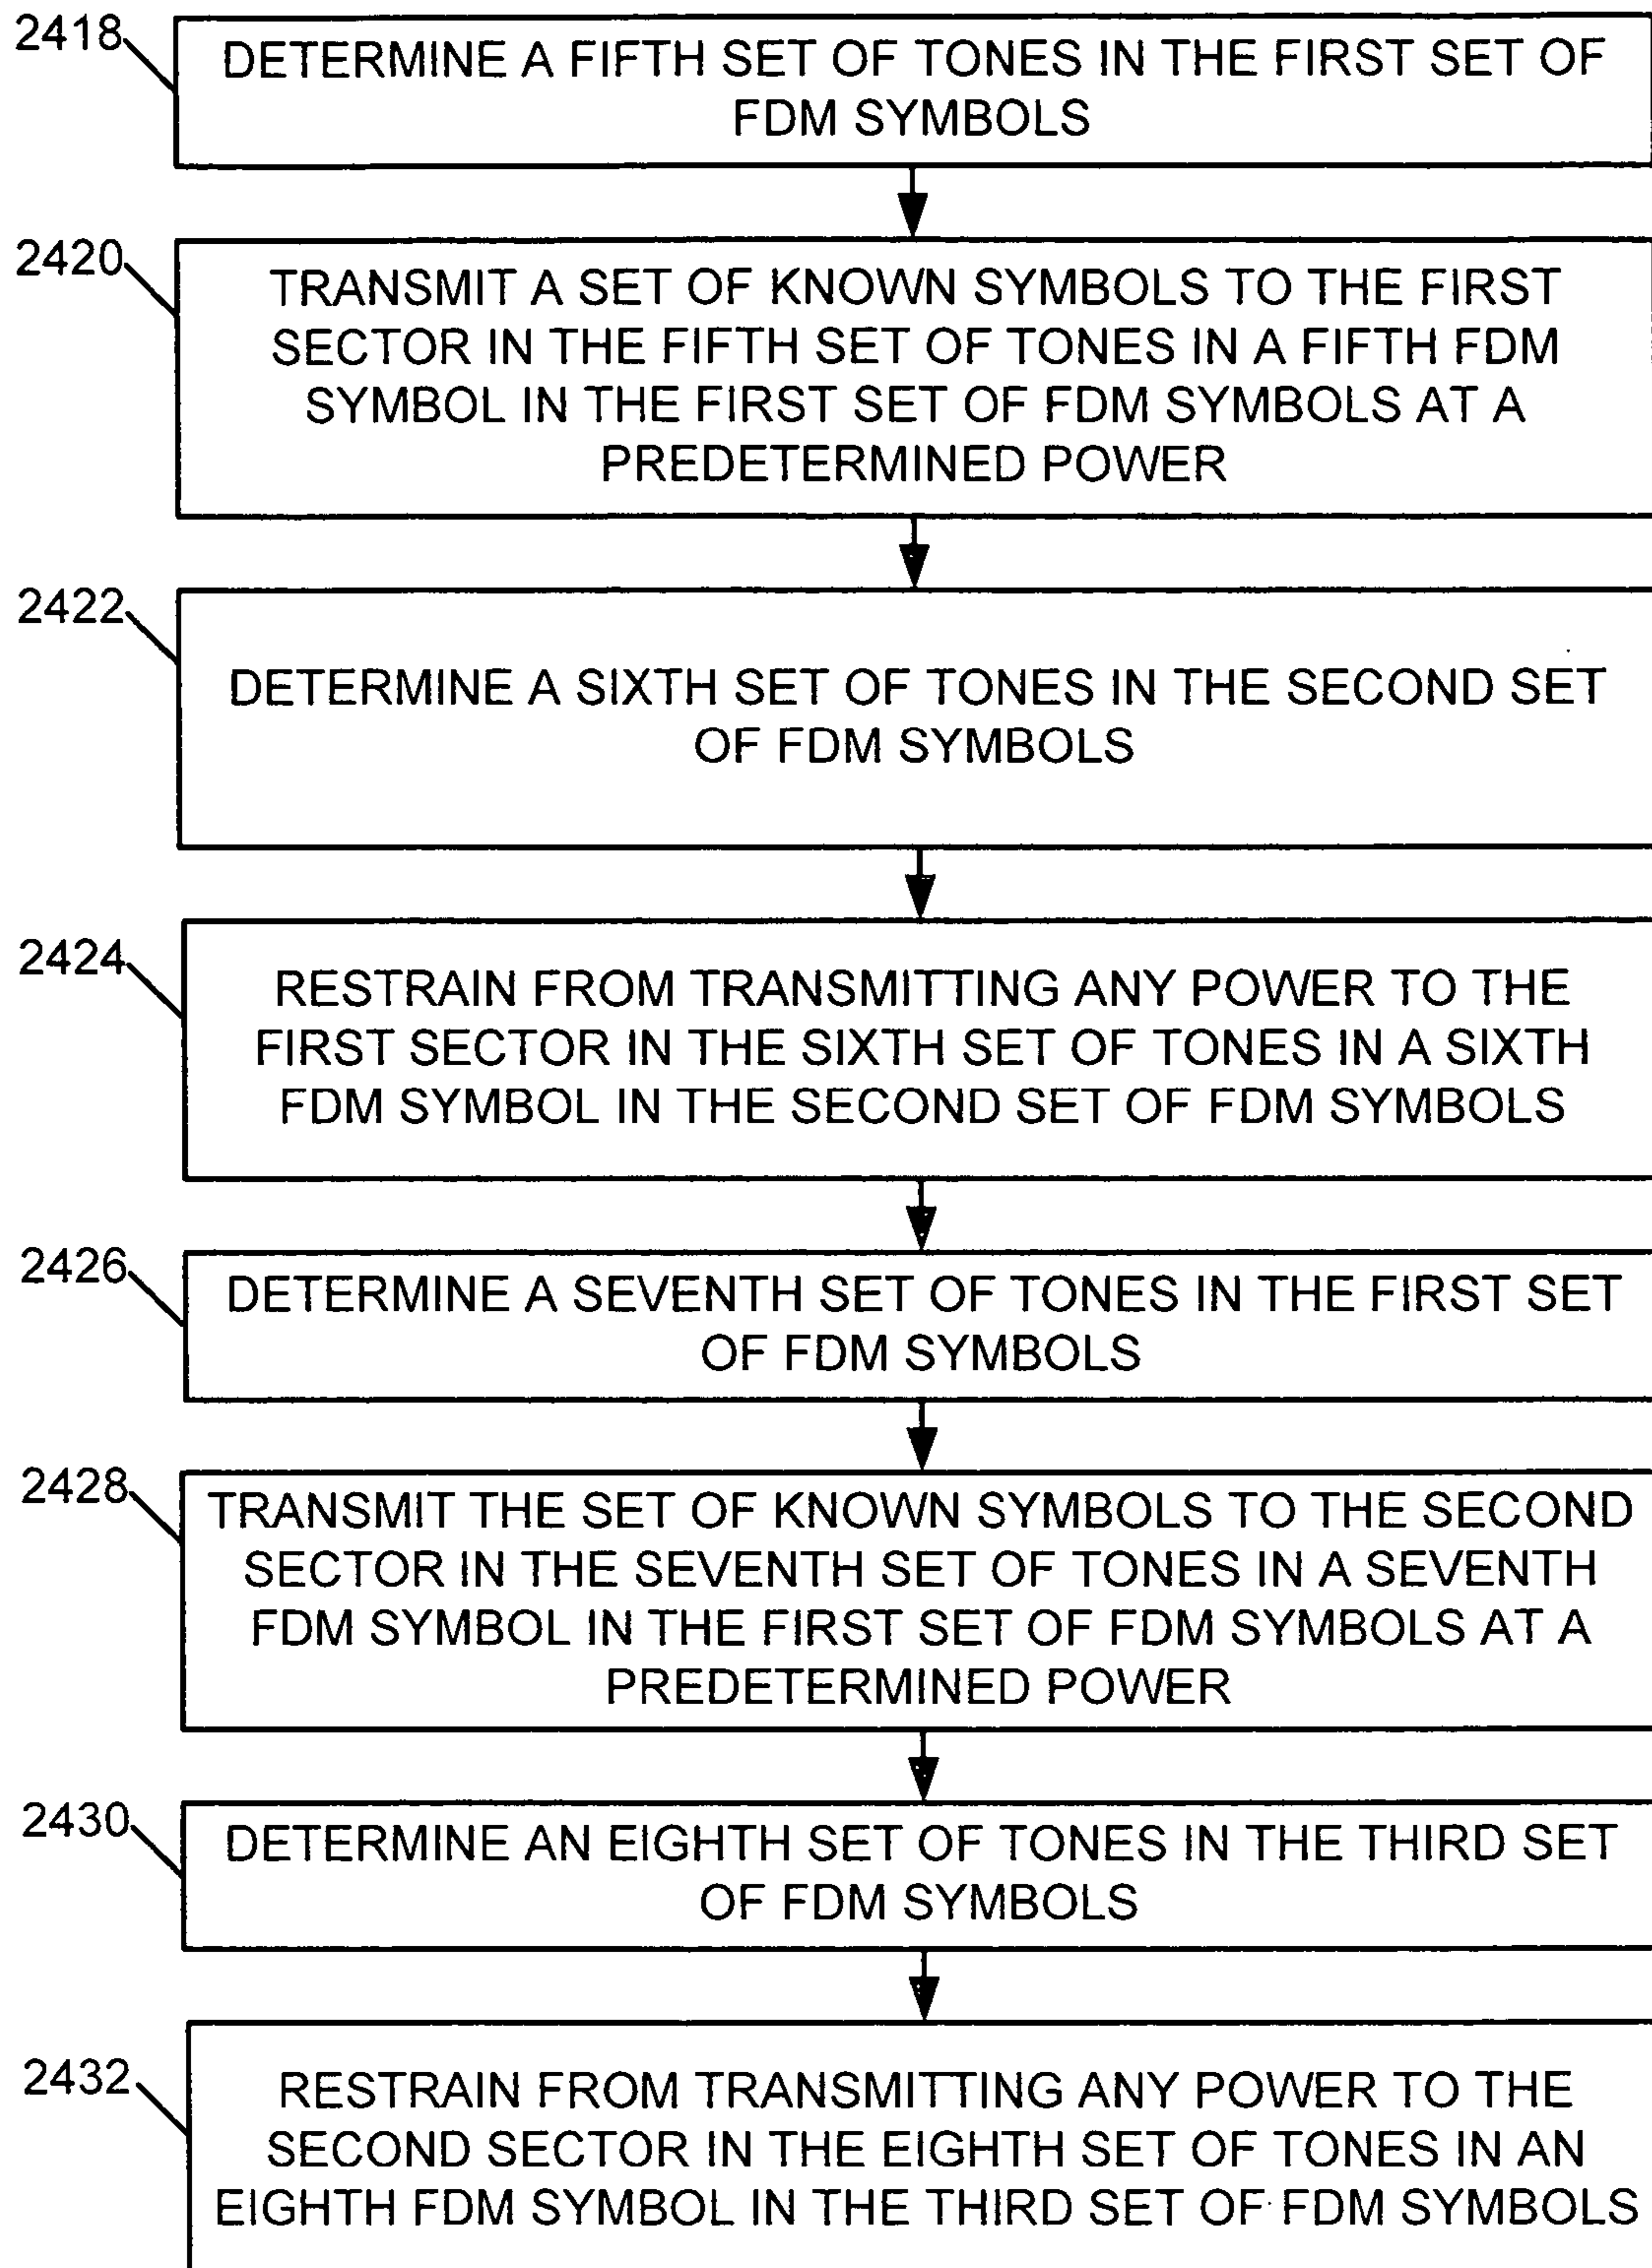 2418
DETERMINE A FIFTH SET OF TONES IN THE FIRST SET OF
FDM SYMBOLS
2420
TRANSMIT A SET OF KNOWN SYMBOLS TO THE FIRST
SECTOR IN THE FIFTH SET OF TONES IN A FIFTH FDM
SYMBOL IN THE FIRST SET OF FDM SYMBOLS AT A
PREDETERMINED POWER
2422
DETERMINE A SIXTH SET OF TONES IN THE SECOND SET
OF FDM SYMBOLS
2424
RESTRAIN FROM TRANSMITTING ANY POWER TO THE
FIRST SECTOR IN THE SIXTH SET OF TONES IN A SIXTH
FDM SYMBOL IN THE SECOND SET OF FDM SYMBOLS
2426
DETERMINE A SEVENTH SET OF TONES IN THE FIRST SET
OF FDM SYMBOLS
2428
TRANSMIT THE SET OF KNOWN SYMBOLS TO THE SECOND
SECTOR IN THE SEVENTH SET OF TONES IN A SEVENTH
FDM SYMBOL IN THE FIRST SET OF FDM SYMBOLS AT A
PREDETERMINED POWER
2430
DETERMINE AN EIGHTH SET OF TONES IN THE THIRD SET
OF FDM SYMBOLS
2432
RESTRAIN FROM TRANSMITTING ANY POWER TO THE
SECOND SECTOR IN THE EIGHTH SET OF TONES IN AN
EIGHTH FDM SYMBOL IN THE THIRD SET OF FDM SYMBOLS